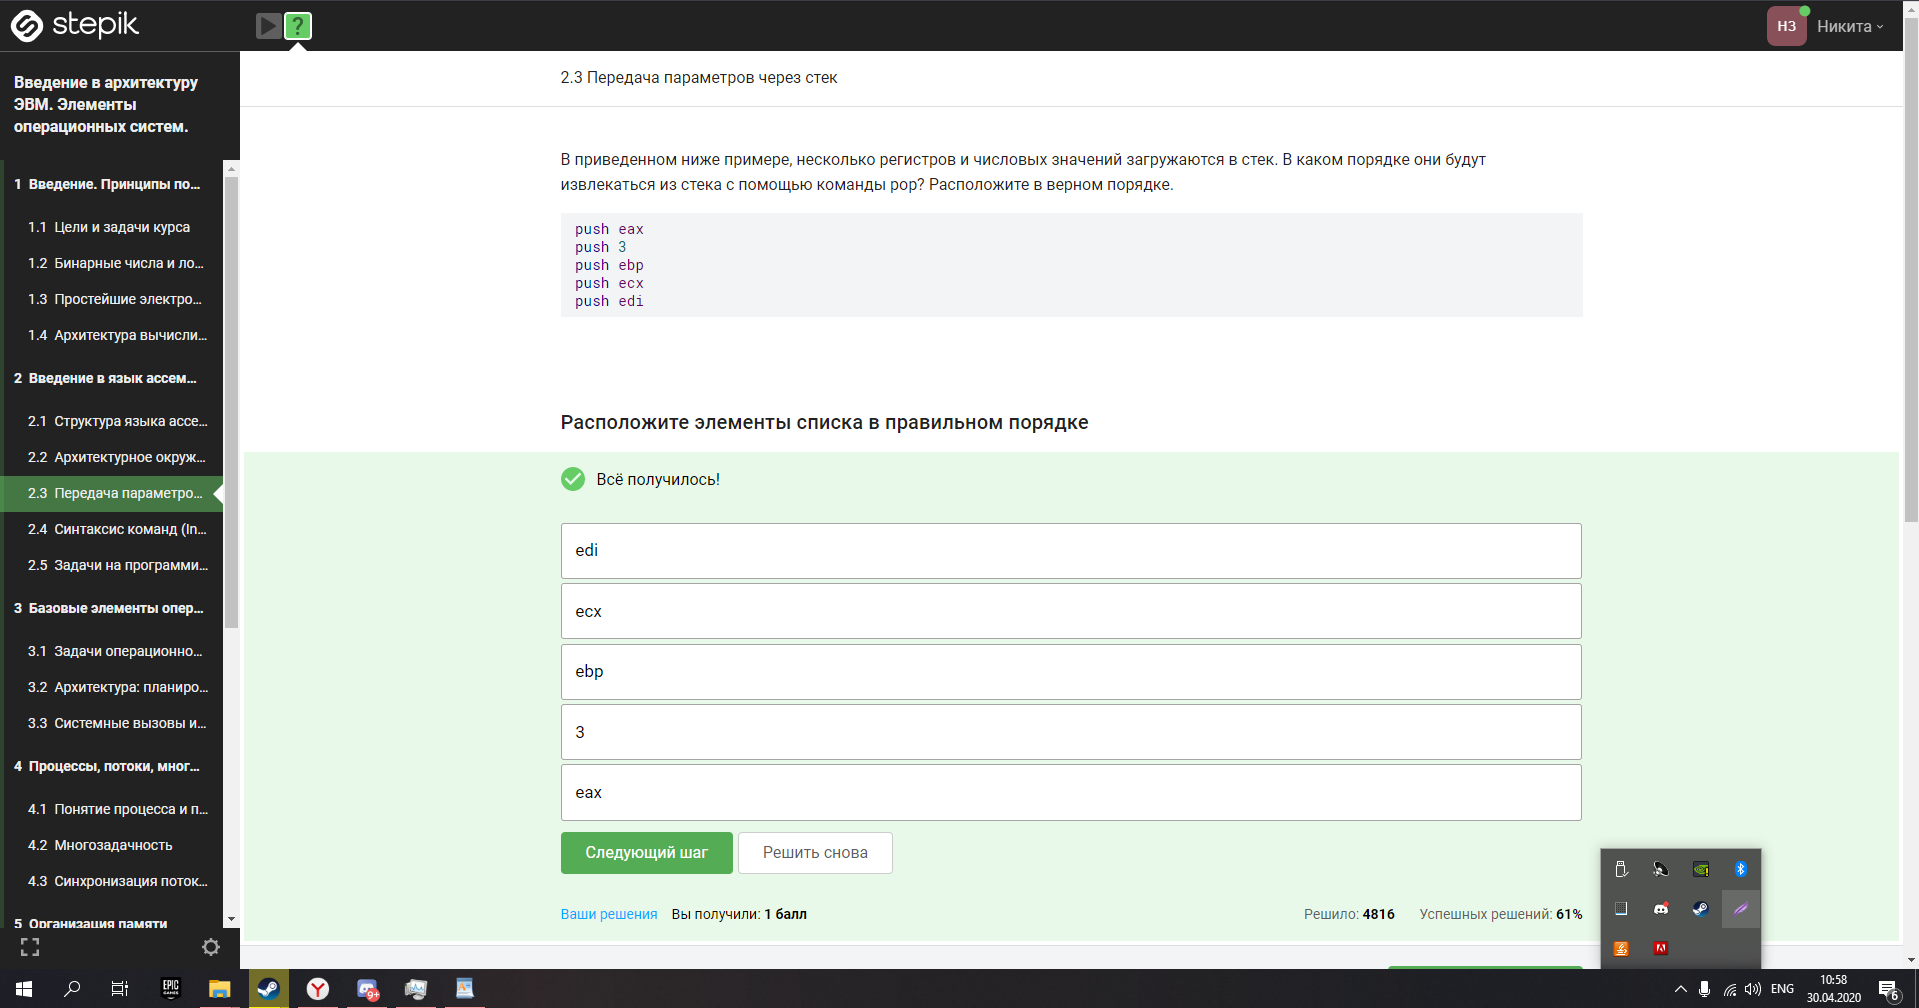 stepik
?
НЗ
Никита
Введение в архитектуру
ЭВМ. Элементы
операционных систем.
1 Введение. Принципы по...
1.1 Цели и задачи курса
1.2 Бинарные числа и ло...
1.3 Простейшие электро...
1.4 Архитектура вычисли...
2 Введение в язык ассем...
2.1 Структура языка ассе...
2.2 Архитектурное окруж...
2.3 Передача параметро...
2.4 Синтаксис команд (In...
2.5 Задачи на программи...
3 Базовые элементы опер...
3.1 Задачи операционно...
3.2 Архитектура: планиро...
3.3 Системные вызовы и...
4 Процессы, потоки, мног...
4.1 Понятие процесса и п...
4.2 Многозадачность
4.3 Синхронизация поток...
5 Организация памяти
2.3 Передача параметров через стек
В приведенном ниже примере, несколько регистров и числовых значений загружаются в стек. В каком порядке они будут
извлекаться из стека с помощью команды pop? Расположите в верном порядке.
push eax
push 3
push ebp
push ecx
push edi
Расположите элементы списка в правильном порядке
Всё получилось!
edi
ecx
ebp
3
eax
Следующий шаг
Решить снова
Ваши решения Вы получили: 1 балл
Решило: 4816 Успешных решений: 61%
EPIC
GAMES
9+
ENG
10:58
30.04.2020
6